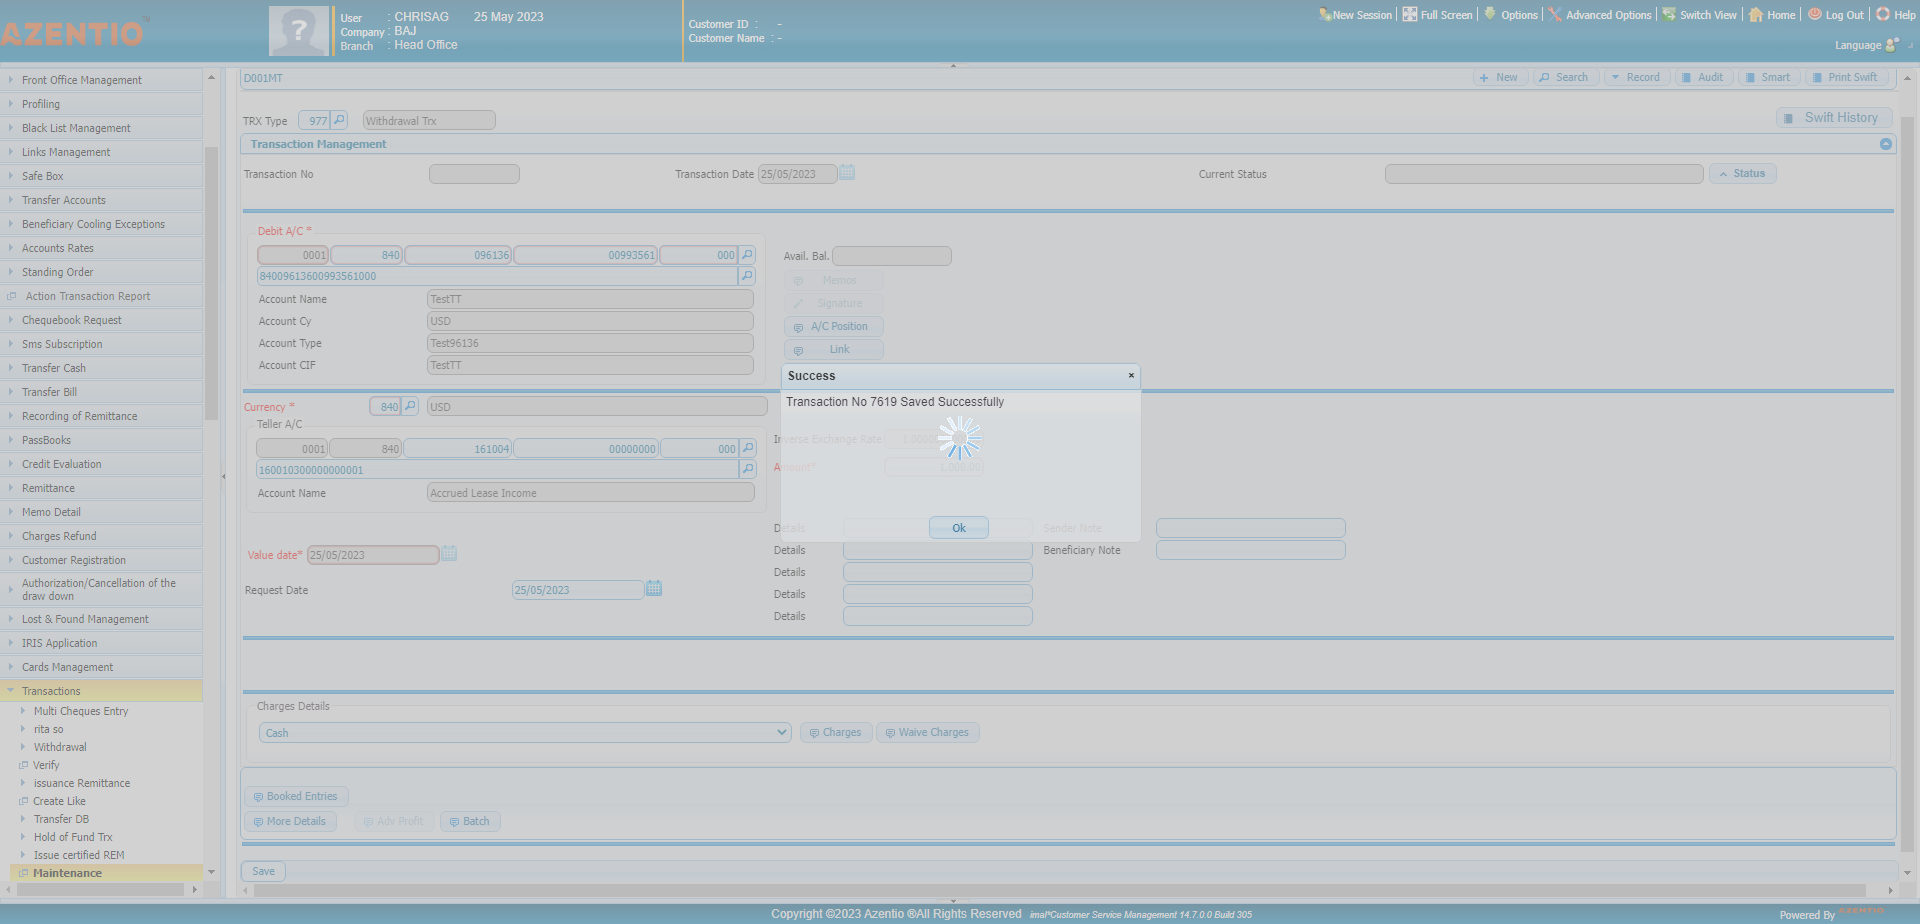 AZENTIO™
User : CHRISAG 25 May 2023
Company : BAJ
Branch : Head Office
Customer ID : -
Customer Name : -
New Session Full Screen Options Advanced Options Switch View Home Log Out Help
Language
Front Office Management
Profiling
Black List Management
Links Management
Safe Box
Transfer Accounts
Beneficiary Cooling Exceptions
Accounts Rates
Standing Order
Action Transaction Report
Chequebook Request
Sms Subscription
Transfer Cash
Transfer Bill
Recording of Remittance
PassBooks
Credit Evaluation
Remittance
Memo Detail
Charges Refund
Customer Registration
Authorization/Cancellation of the
draw down
Lost & Found Management
IRIS Application
Cards Management
Transactions
Multi Cheques Entry
rita so
Withdrawal
Verify
issuance Remittance
Create Like
Transfer DB
Hold of Fund Trx
Issue certified REM
Maintenance
D001MT
New Search Record Audit Smart Print Swift
TRX Type 977 Withdrawal Trx
Swift History
Transaction Management
Transaction No Transaction Date 25/05/2023 Current Status Status
Debit A/C *
0001 840 096136 00993561 000
84009613600993561000
Account Name TestTT
Account Cy USD
Account Type Test96136
Account CIF TestTT
Avail. Bal.
Memos
Signature
A/C Position
Link
Success ×
Transaction No 7619 Saved Successfully
Ok
Currency * 840 USD
Teller A/C
0001 840 161004 00000000 000
160010300000000001
Account Name Accrued Lease Income
Inverse Exchange Rate
Amount*
Value date* 25/05/2023
Request Date 25/05/2023
Details Sender Note
Details Beneficiary Note
Details
Details
Details
Charges Details
Cash Charges Waive Charges
Booked Entries
More Details Adv Profit Batch
Save
Copyright ©2023 Azentio ®All Rights Reserved imal*Customer Service Management 14.7.0.0 Build 305
Powered By AZENTIO